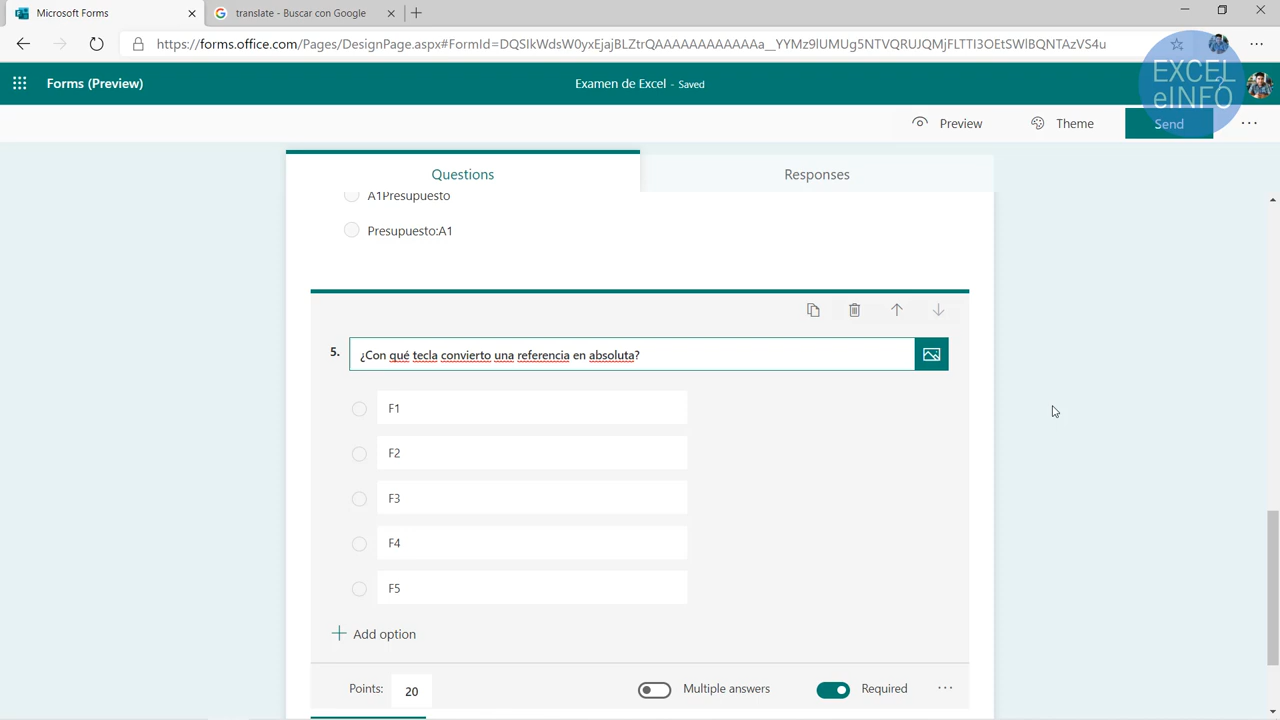 Microsoft Forms
translate - Buscar con Google
https://forms.office.com/Pages/DesignPage.aspx#FormId=DQSIkWdsW0yxEjajBLZtrQAAAAAAAAAAAAa__YYMz9lUMUg5NTVQRUJQMjFLTTI3OEtSWlBQNTAzVS4u
Forms (Preview)
Examen de Excel - Saved
EXCEL
eINFO
Preview
Theme
Send
Questions
Responses
A1Presupuesto
Presupuesto:A1
5.
¿Con qué tecla convierto una referencia en absoluta?
F1
F2
F3
F4
F5
Add option
Points:
20
Multiple answers
Required